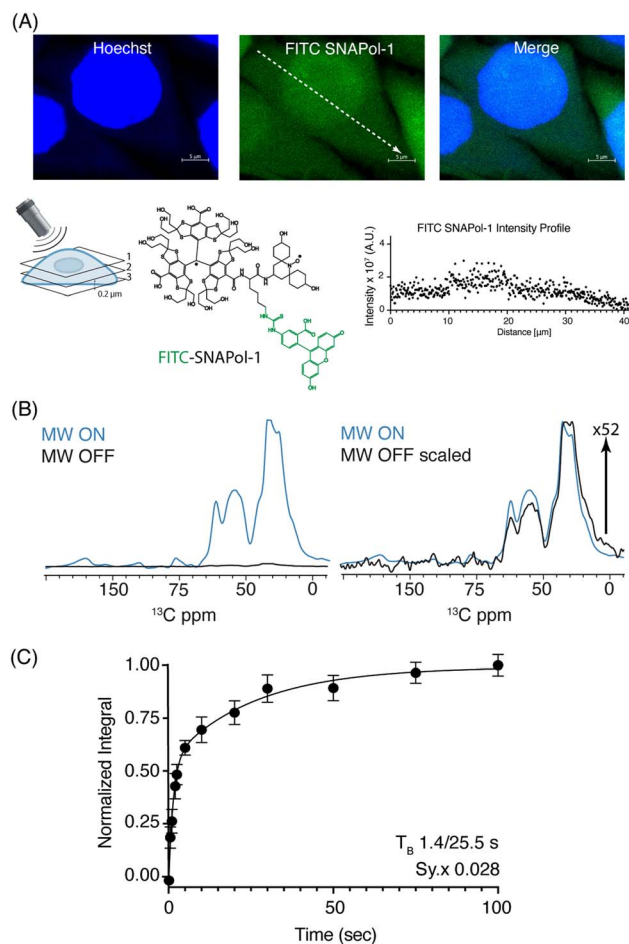 (A)
Hoechst
5 µm
FITC SNAPol-1
5 µm
Merge
5 µm
1
2
3
0.2 µm
FITC-SNAPol-1
FITC SNAPol-1 Intensity Profile
Intensity x 10⁷ (A.U.)
4
3
2
1
0
0 10 20 30 40
Distance [µm]
(B)
MW ON
MW OFF
150 75 50 0
¹³C ppm
MW ON
MW OFF scaled
x52
150 75 50 0
¹³C ppm
(C)
Normalized Integral
1.00
0.75
0.50
0.25
0.00
0 50 100
Time (sec)
T_B 1.4/25.5 s
Sy.x 0.028